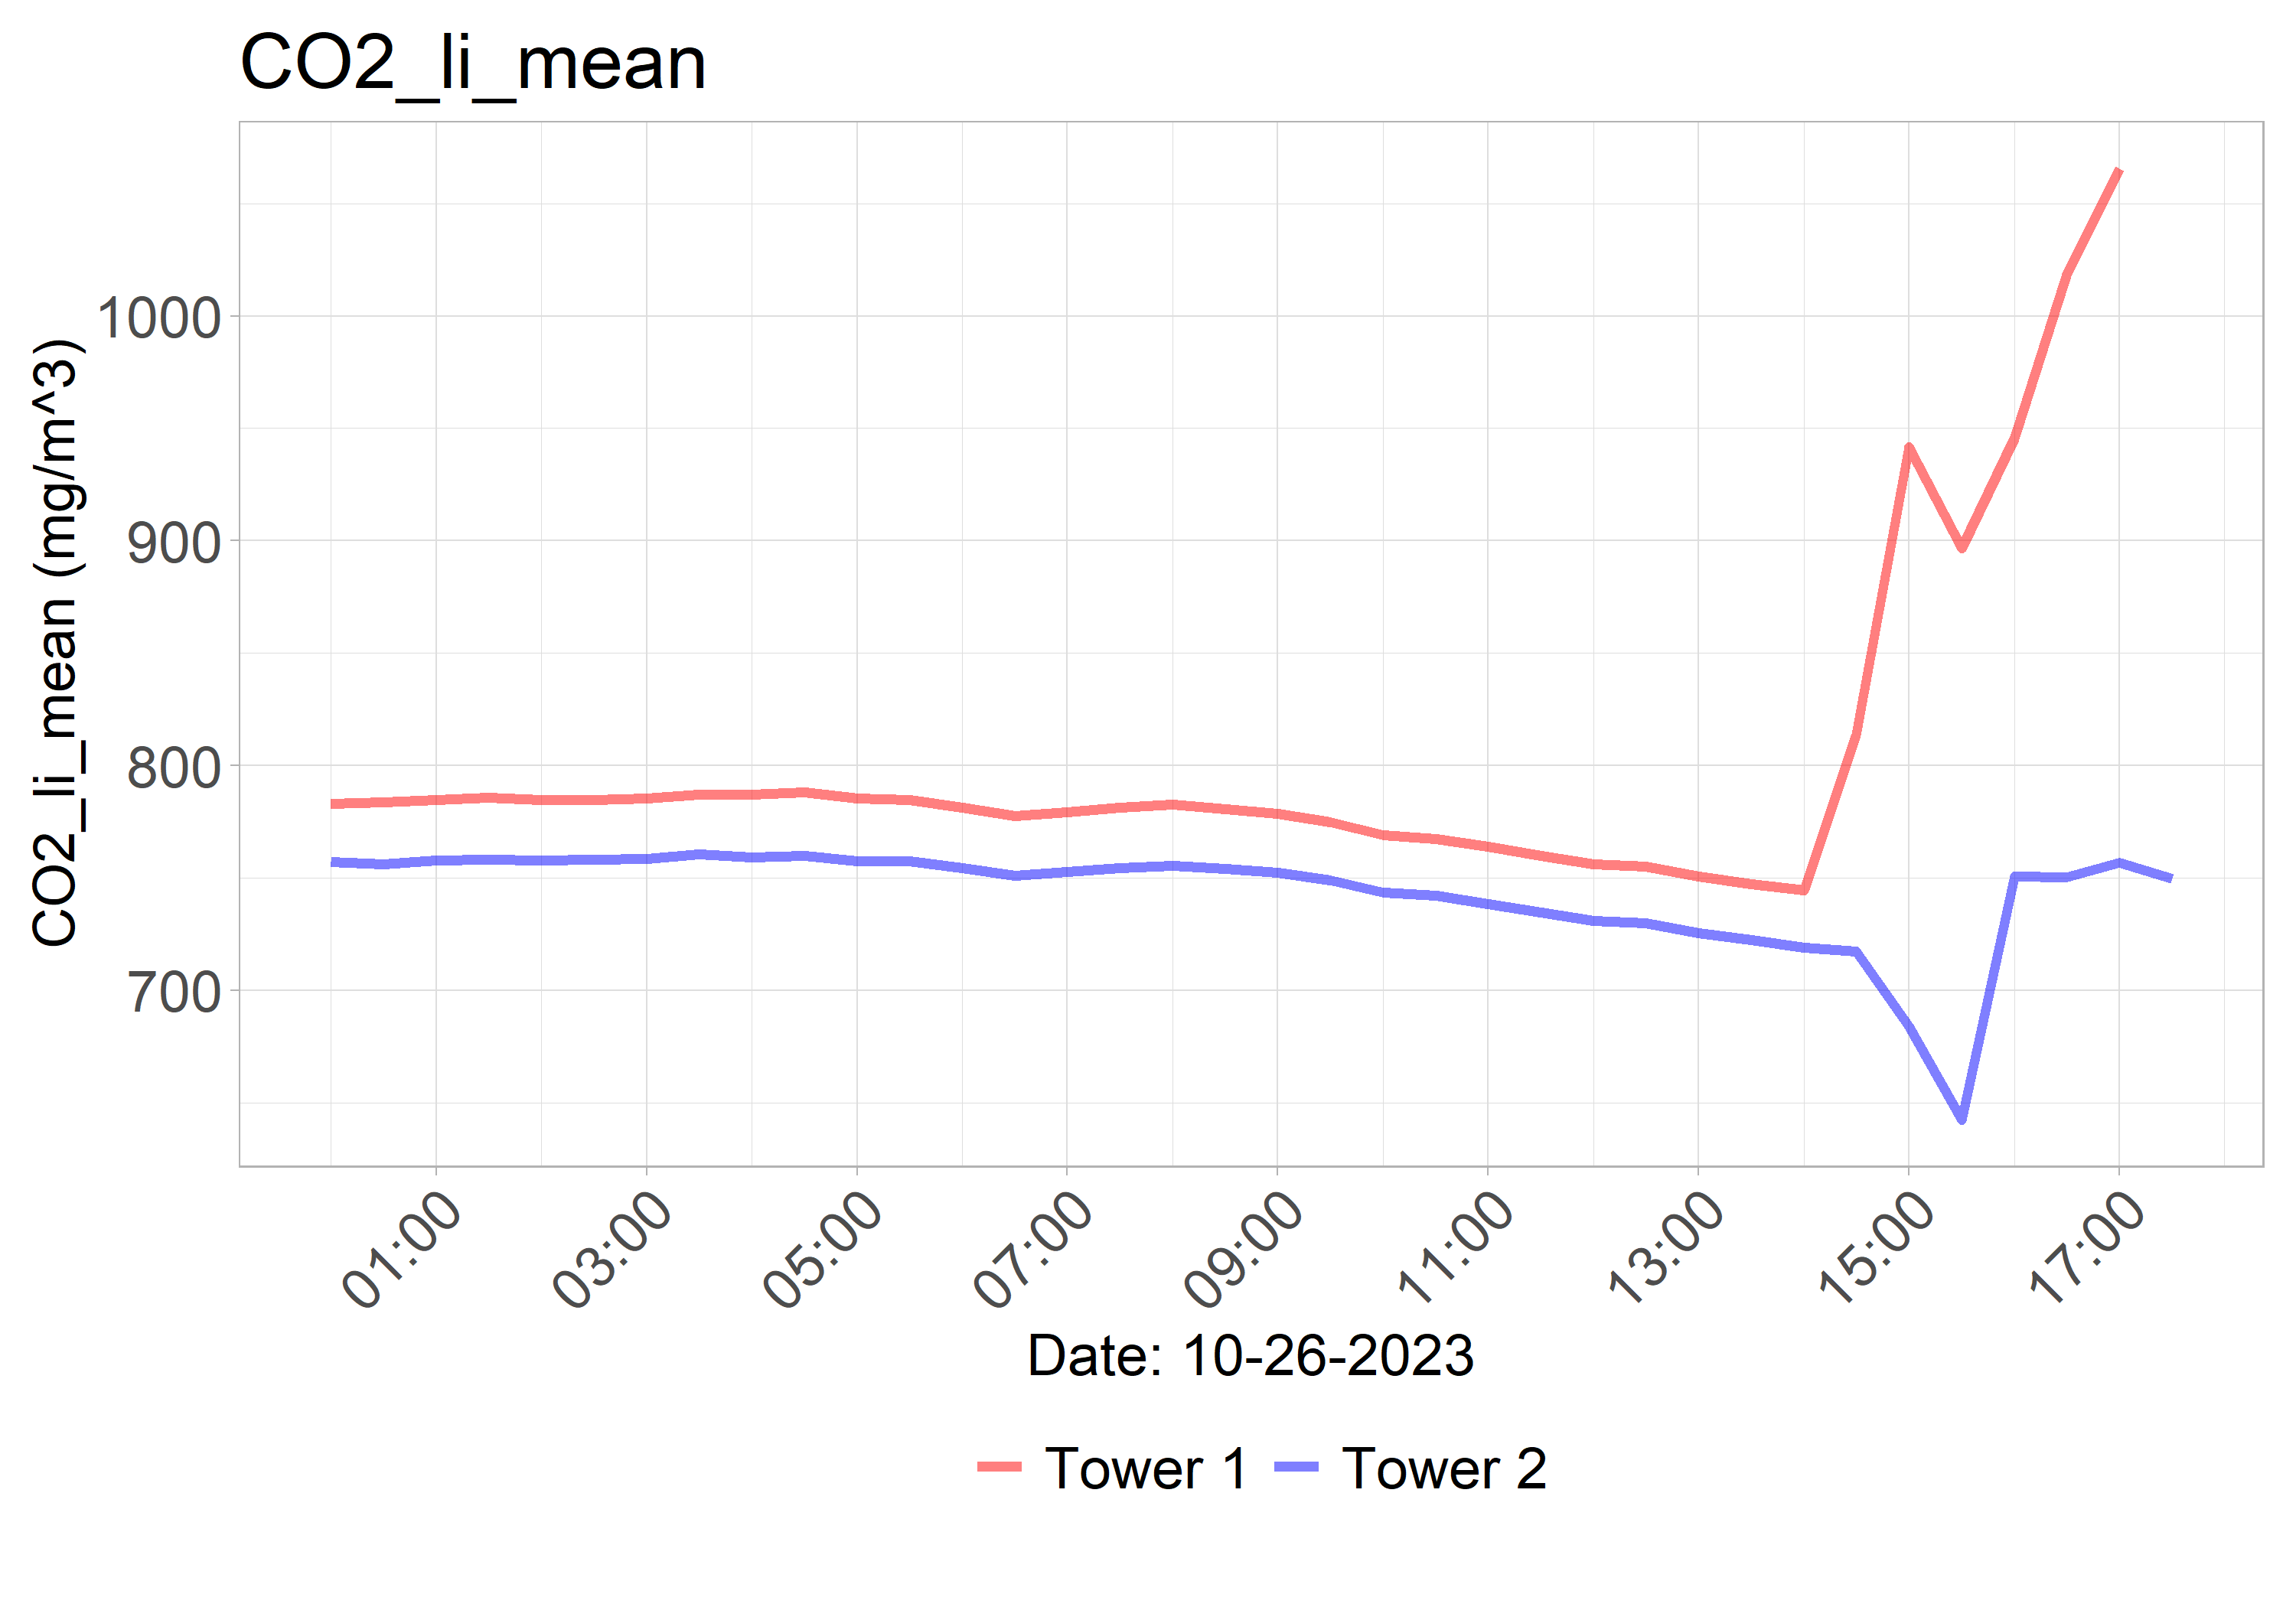 CO2_li_mean
CO2_li_mean (mg/m^3)
1000
900
800
700
01:00
03:00
05:00
07:00
09:00
11:00
13:00
15:00
17:00
Date: 10-26-2023
Tower 1
Tower 2